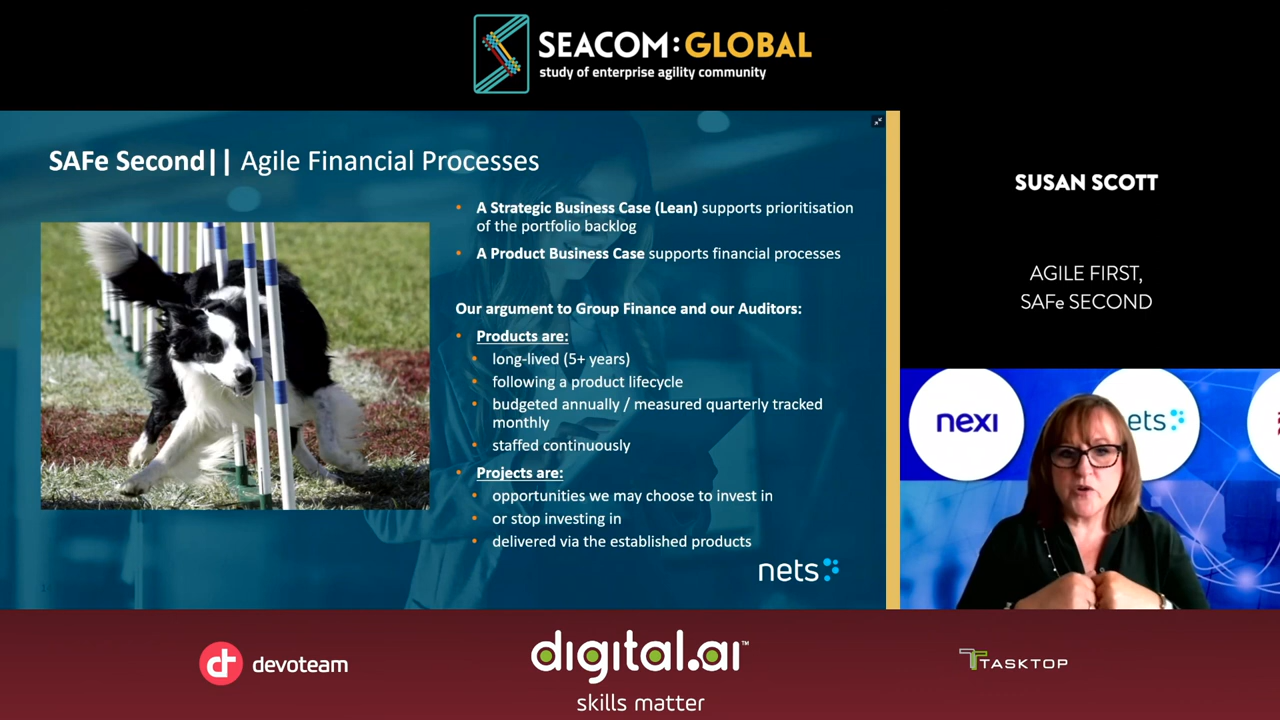 SEACOM:GLOBAL
study of enterprise agility community
SAFe Second|| Agile Financial Processes
• A Strategic Business Case (Lean) supports prioritisation
of the portfolio backlog
• A Product Business Case supports financial processes
Our argument to Group Finance and our Auditors:
• Products are:
• long-lived (5+ years)
• following a product lifecycle
• budgeted annually / measured quarterly tracked
monthly
• staffed continuously
• Projects are:
• opportunities we may choose to invest in
• or stop investing in
• delivered via the established products
nets
SUSAN SCOTT
AGILE FIRST,
SAFe SECOND
nexi
ets
devoteam
digital.ai™
skills matter
TASKTOP